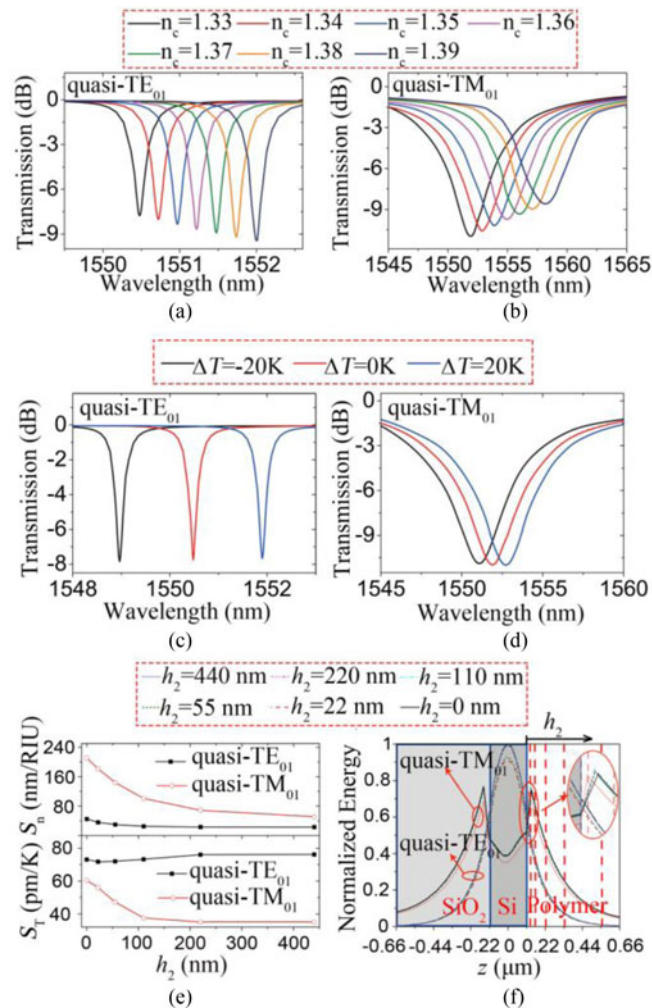 n_c=1.33 n_c=1.34 n_c=1.35 n_c=1.36
n_c=1.37 n_c=1.38 n_c=1.39
quasi-TE_01
Transmission (dB)
0
-3
-6
-9
1550 1551 1552
Wavelength (nm)
(a)
quasi-TM_01
Transmission (dB)
0
-3
-6
-9
1545 1550 1555 1560 1565
Wavelength (nm)
(b)
ΔT=-20K ΔT=0K ΔT=20K
quasi-TE_01
Transmission (dB)
0
-2
-4
-6
-8
1548 1550 1552
Wavelength (nm)
(c)
quasi-TM_01
Transmission (dB)
0
-3
-6
-9
1545 1550 1555 1560
Wavelength (nm)
(d)
h_2=440 nm h_2=220 nm h_2=110 nm
h_2=55 nm h_2=22 nm h_2=0 nm
S_n (nm/RIU)
240
160
80
quasi-TE_01
quasi-TM_01
S_T (pm/K)
80
60
40
quasi-TE_01
quasi-TM_01
0 100 200 300 400
h_2 (nm)
(e)
h_2
Normalized Energy
1
0.8
0.6
0.4
0.2
0
quasi-TM_01
quasi-TE_01
SiO_2 Si Polymer
-0.66 -0.44 -0.22 0 0.22 0.44 0.66
z (μm)
(f)